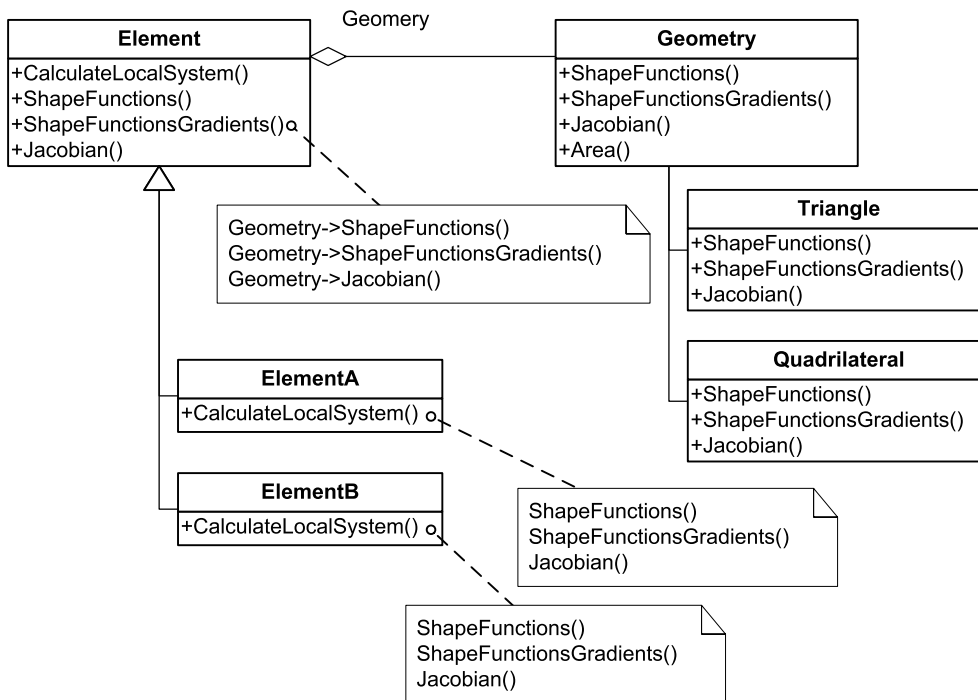 Geomery
Element
+CalculateLocalSystem()
+ShapeFunctions()
+ShapeFunctionsGradients()
+Jacobian()
Geometry
+ShapeFunctions()
+ShapeFunctionsGradients()
+Jacobian()
+Area()
Geometry->ShapeFunctions()
Geometry->ShapeFunctionsGradients()
Geometry->Jacobian()
Triangle
+ShapeFunctions()
+ShapeFunctionsGradients()
+Jacobian()
Quadrilateral
+ShapeFunctions()
+ShapeFunctionsGradients()
+Jacobian()
ElementA
+CalculateLocalSystem()
ElementB
+CalculateLocalSystem()
ShapeFunctions()
ShapeFunctionsGradients()
Jacobian()
ShapeFunctions()
ShapeFunctionsGradients()
Jacobian()